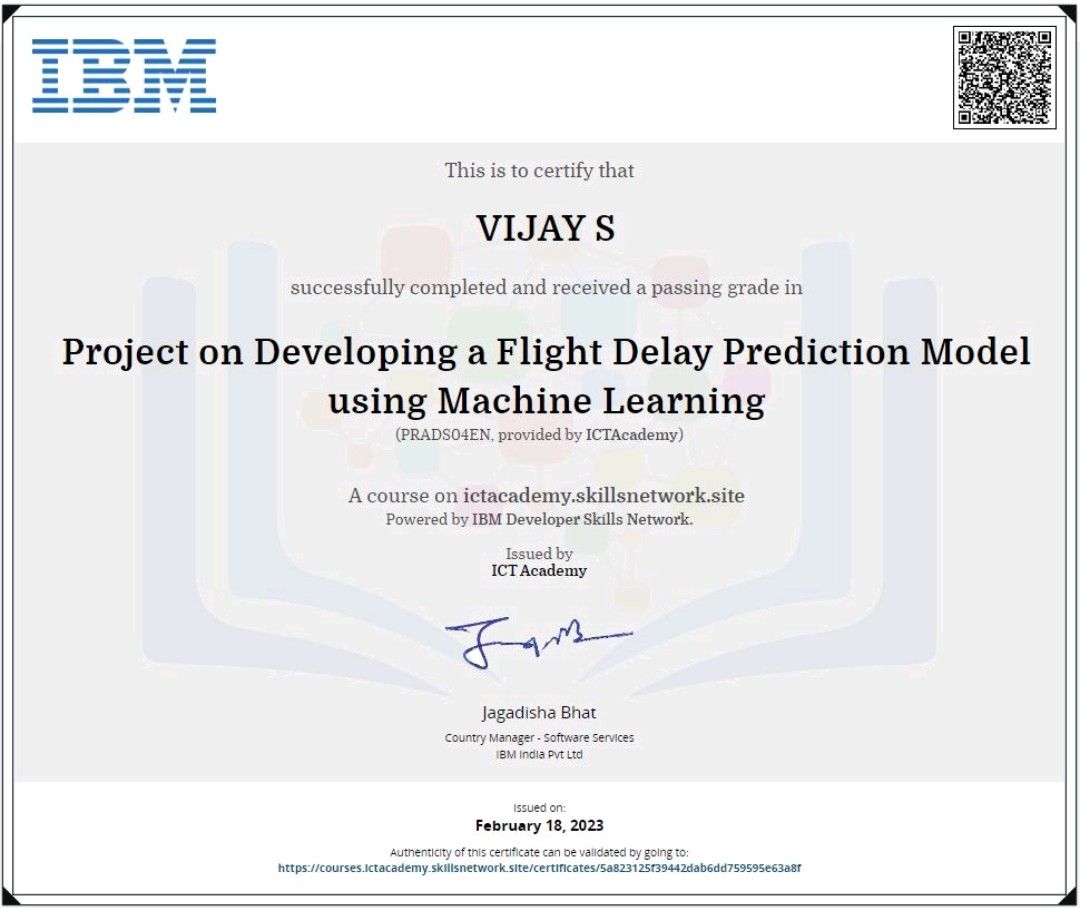 IBM
This is to certify that
VIJAY S
successfully completed and received a passing grade in
Project on Developing a Flight Delay Prediction Model
using Machine Learning
(PRADS04EN, provided by ICTAcademy)
A course on ictacademy.skillsnetwork.site
Powered by IBM Developer Skills Network.
Issued by
ICT Academy
Jagadisha Bhat
Country Manager - Software Services
IBM India Pvt Ltd
Issued on:
February 18, 2023
Authenticity of this certificate can be validated by going to:
https://courses.ictacademy.skillsnetwork.site/certificates/5a823125f39442dab6dd759595e63a8f